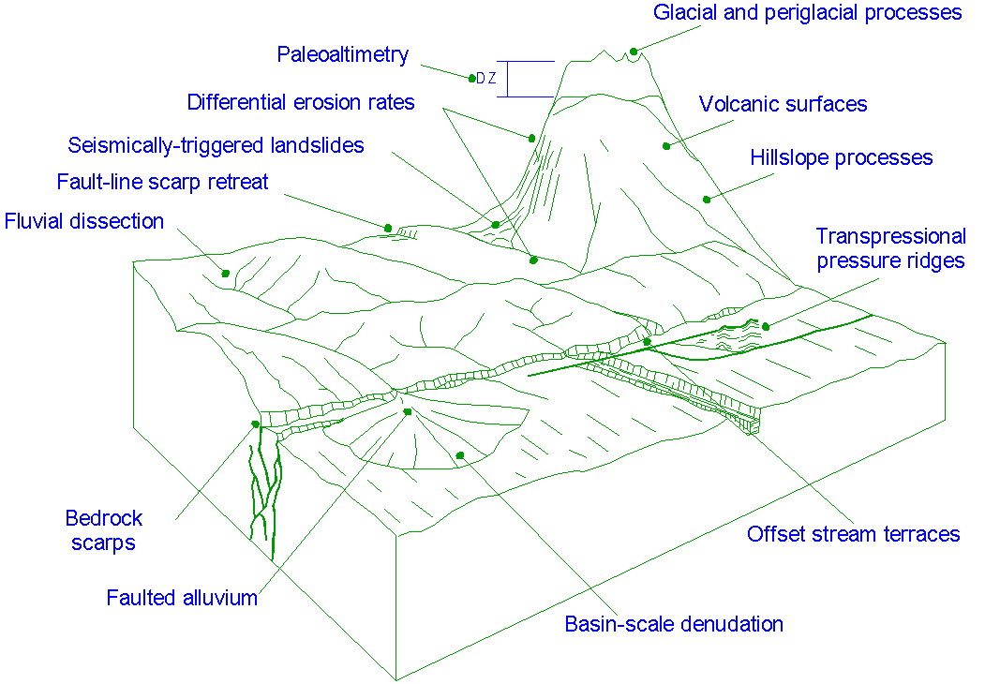 Glacial and periglacial processes
Paleoaltimetry
DZ
Differential erosion rates
Volcanic surfaces
Seismically-triggered landslides
Hillslope processes
Fault-line scarp retreat
Fluvial dissection
Transpressional
pressure ridges
Bedrock
scarps
Offset stream terraces
Faulted alluvium
Basin-scale denudation